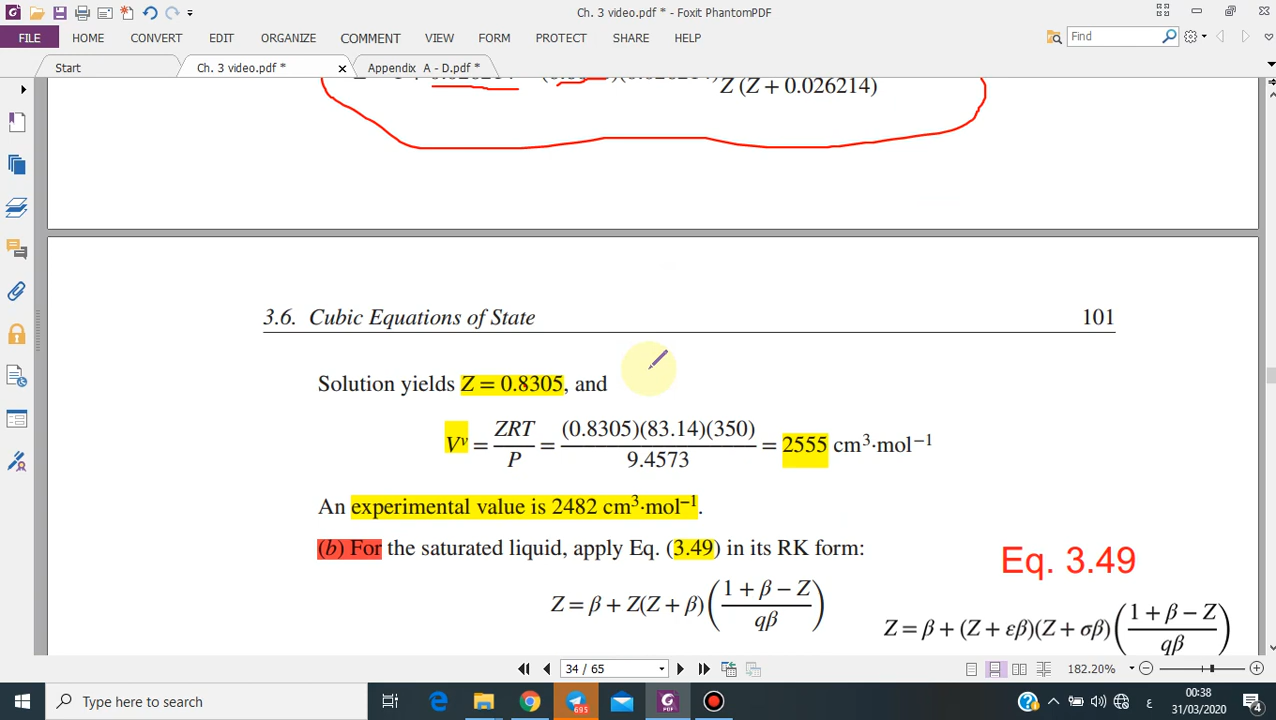 Ch. 3 video.pdf * - Foxit PhantomPDF
FILE HOME CONVERT EDIT ORGANIZE COMMENT VIEW FORM PROTECT SHARE HELP Find
Start Ch. 3 video.pdf * Appendix A - D.pdf *
Z (Z + 0.026214)
3.6. Cubic Equations of State 101
Solution yields Z = 0.8305, and
V^v = ZRT / P = (0.8305)(83.14)(350) / 9.4573 = 2555 cm³·mol⁻¹
An experimental value is 2482 cm³·mol⁻¹.
(b) For the saturated liquid, apply Eq. (3.49) in its RK form:
Eq. 3.49
Z = β + Z(Z + β) ( 1 + β − Z / qβ )
Z = β + (Z + εβ)(Z + σβ) ( 1 + β − Z / qβ )
34 / 65 182.20%
Type here to search
695
ع
00:38
31/03/2020
4